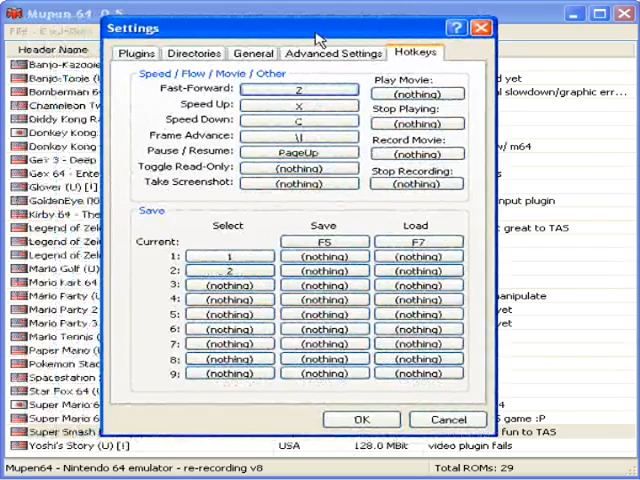 Mupen 64 0.5
Settings
Header Name
Plugins Directories General Advanced Settings Hotkeys
Speed / Flow / Movie / Other
Fast-Forward: Z
Speed Up: X
Speed Down: C
Frame Advance: \|
Pause / Resume: PageUp
Toggle Read-Only: (nothing)
Take Screenshot: (nothing)
Play Movie:
(nothing)
Stop Playing:
(nothing)
Record Movie:
(nothing)
Stop Recording:
(nothing)
Save
Select Save Load
Current: F5 F7
1: 1 (nothing) (nothing)
2: 2 (nothing) (nothing)
3: (nothing) (nothing) (nothing)
4: (nothing) (nothing) (nothing)
5: (nothing) (nothing) (nothing)
6: (nothing) (nothing) (nothing)
7: (nothing) (nothing) (nothing)
8: (nothing) (nothing) (nothing)
9: (nothing) (nothing) (nothing)
OK Cancel
Banjo-Kazooie
Banjo-Tooie (U) yet
Bomberman 6 al slowdown/graphic err...
Chameleon Tw
Diddy Kong Ra
Donkey Kong
Donkey Kong w/ m64
Gex 3 - Deep
Gex 64 - Ente
Glover (U) [!]
GoldenEye (U) input plugin
Kirby 64 - The
Legend of Zel great to TAS
Legend of Zel
Legend of Zel
Mario Golf (U)
Mario Kart 64
Mario Party (U manipulate
Mario Party 2
Mario Party 3 yet
Mario Tennis (
Paper Mario (U
Pokemon Stad
Spacestation
Star Fox 64 (U
Super Mario 6
Super Mario 6 S game :P
Super Smash fun to TAS
Yoshi's Story (U) [!] USA 128.0 MBit video plugin fails
Mupen64 - Nintendo 64 emulator - re-recording v8 Total ROMs: 29